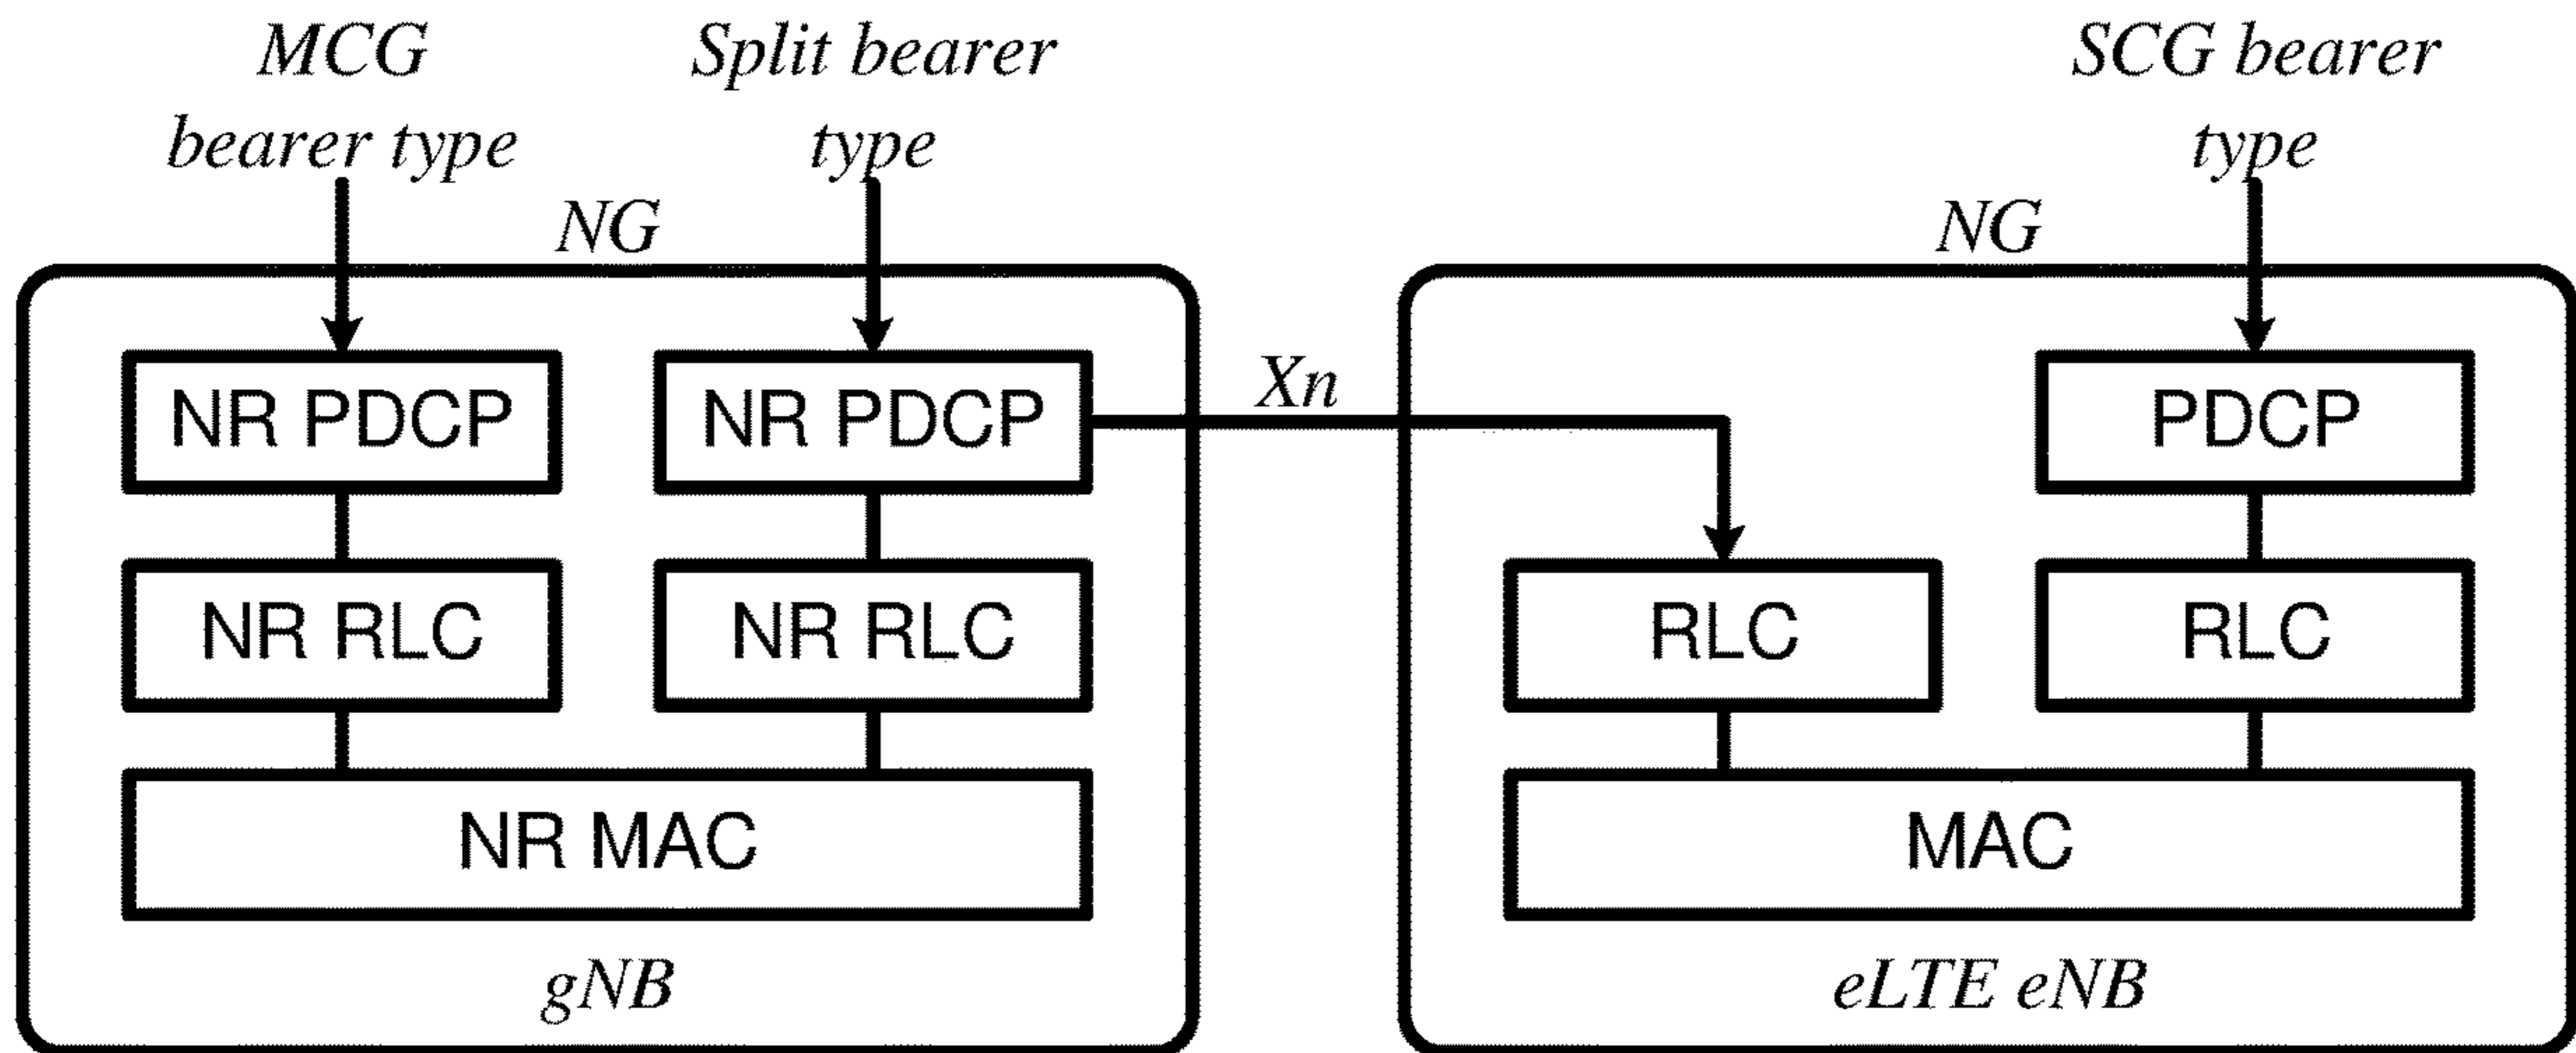 MCG
bearer type
Split bearer
type
SCG bearer
type
NG
NG
NR PDCP
NR PDCP
Xn
PDCP
NR RLC
NR RLC
RLC
RLC
NR MAC
MAC
gNB
eLTE eNB